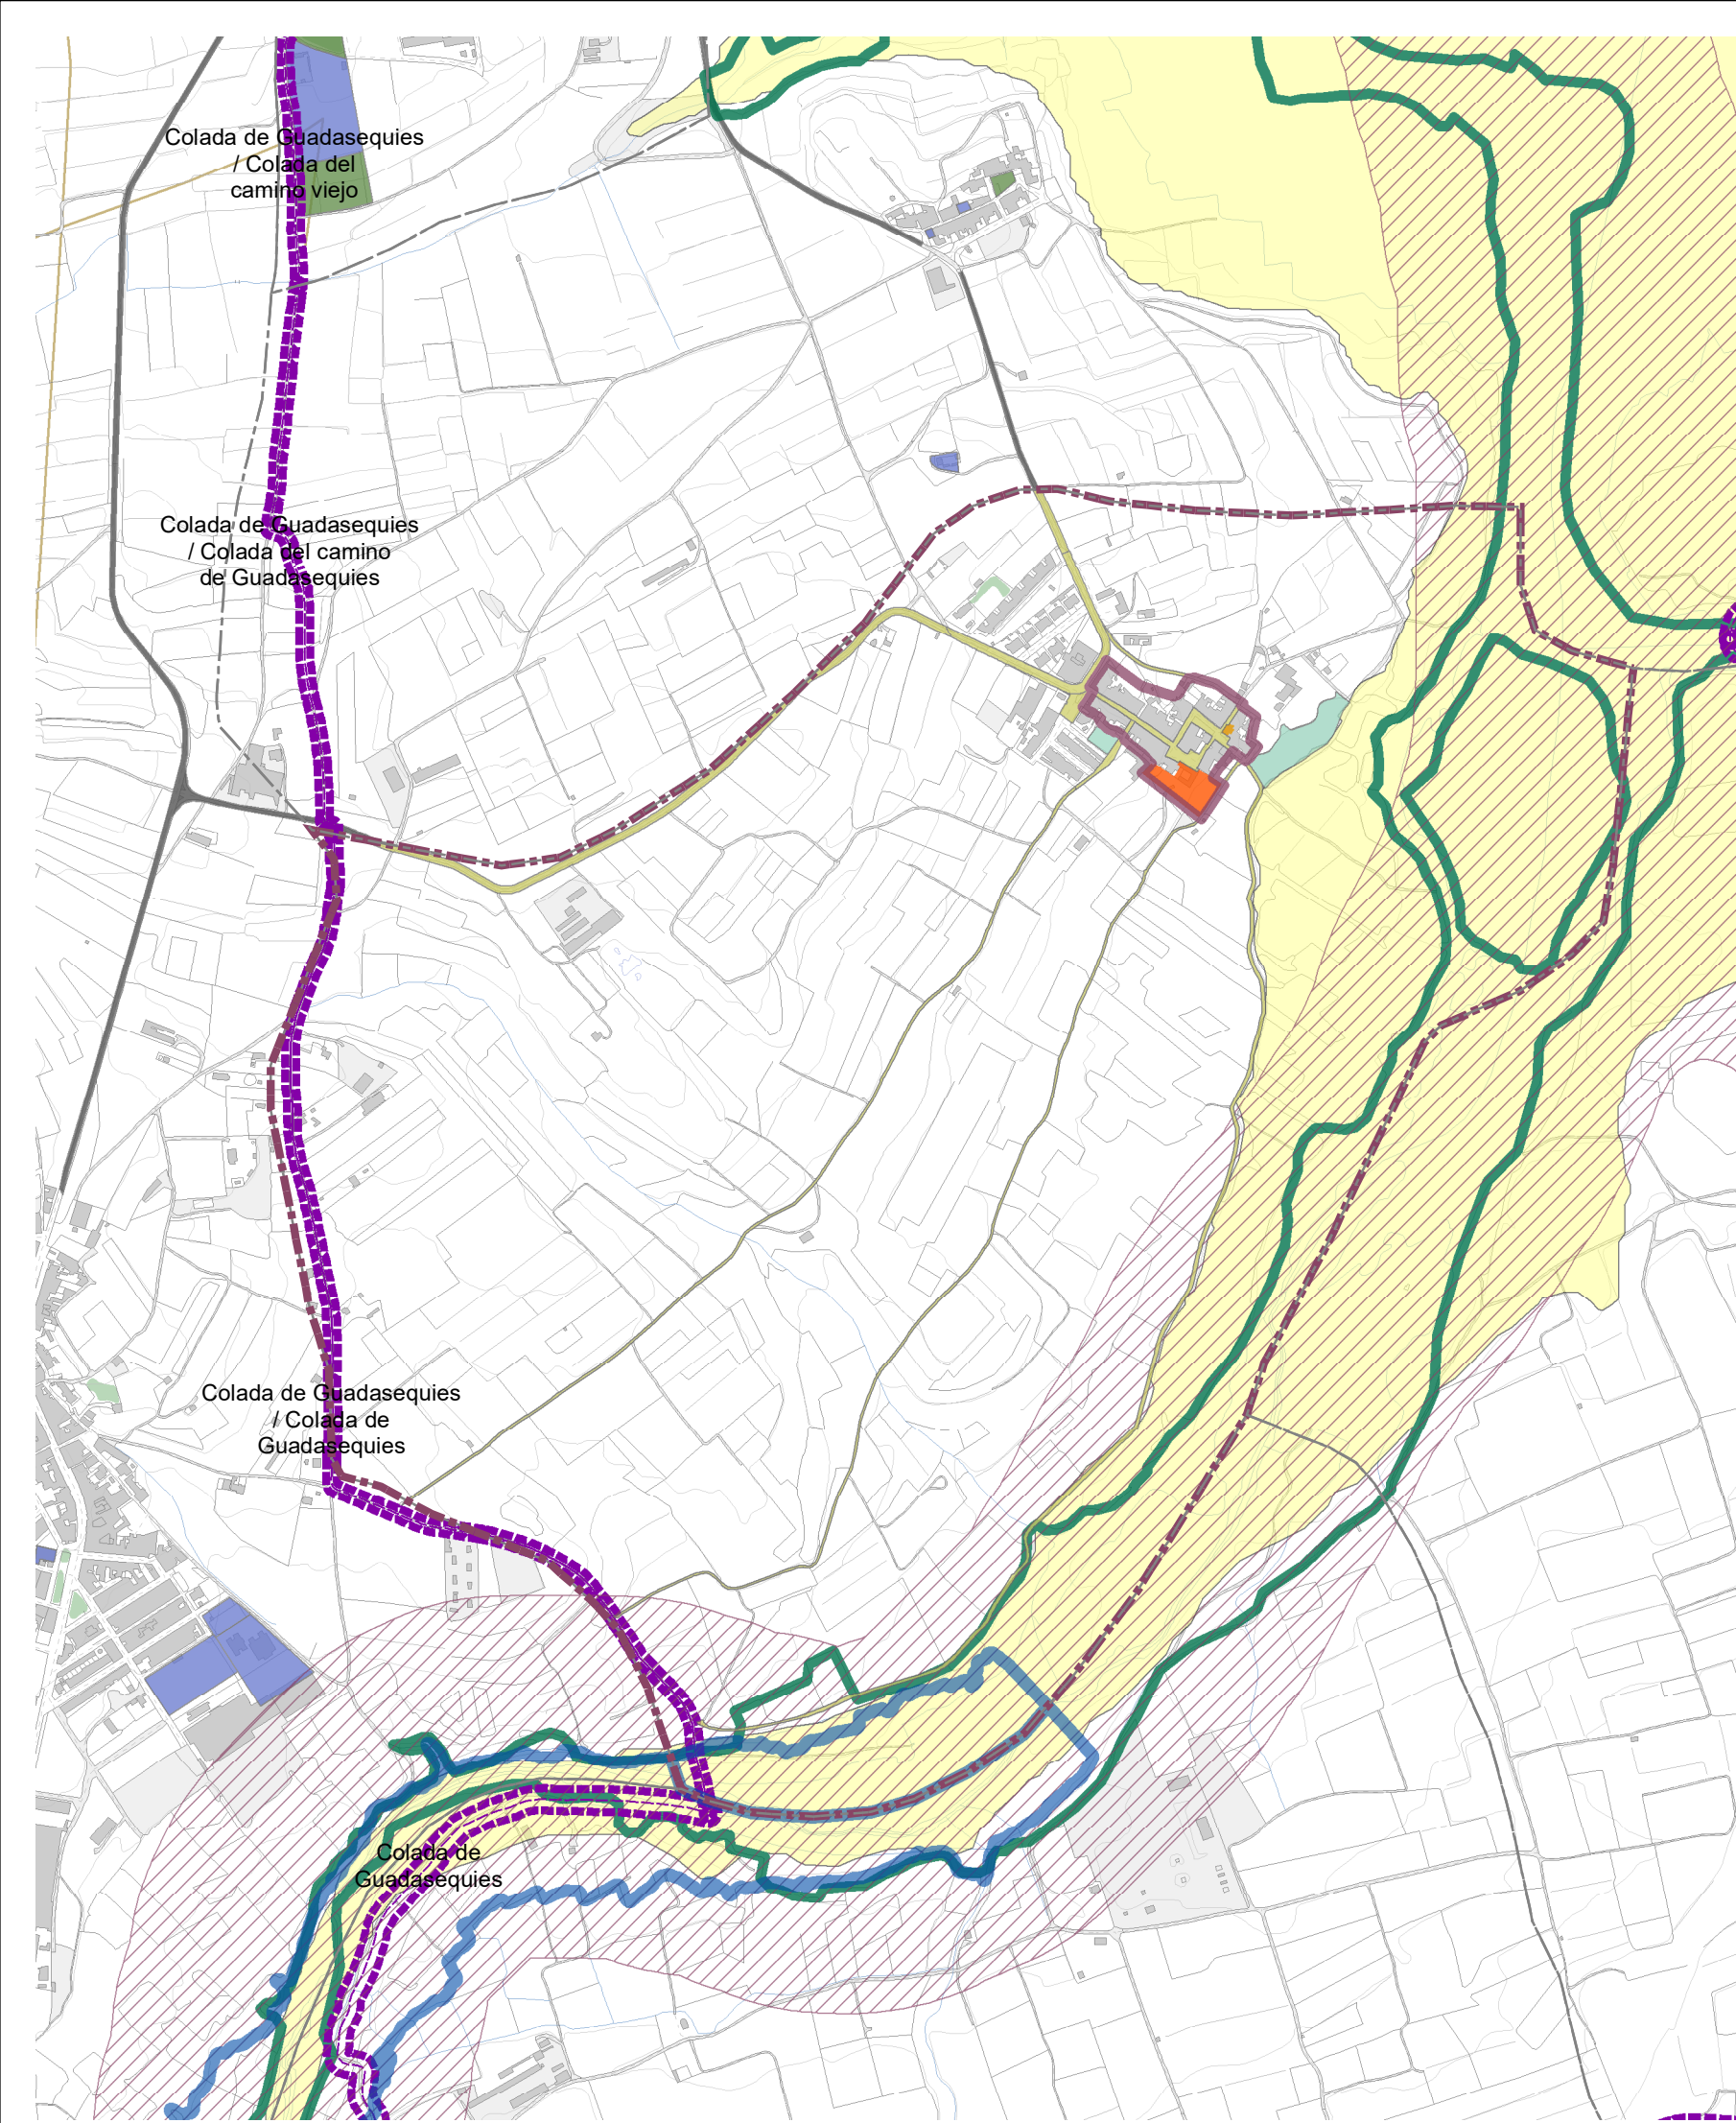 Colada de Guadasequies
/ Colada del
camino viejo
Colada de Guadasequies
/ Colada del camino
de Guadasequies
Colada de Guadasequies
/ Colada de
Guadasequies
Colada de
Guadasequies